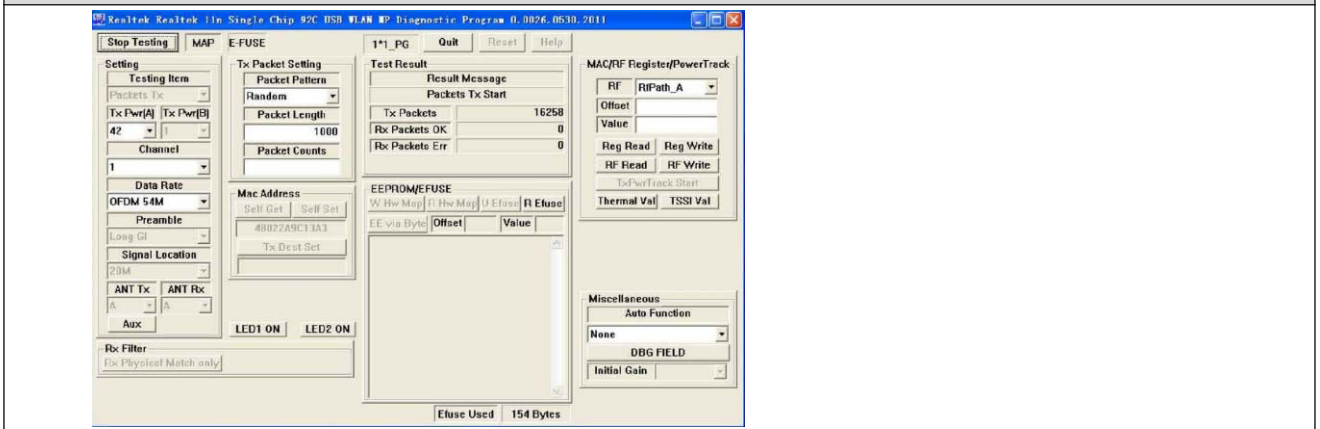 Realtek Realtek 11n Single Chip 92C USB WLAN MP Diagnostic Program 0.0026.0530.2011
Stop Testing MAP E-FUSE 1*1_PG Quit Reset Help
Setting
Testing Item
Packets Tx
Tx Pwr(A) Tx Pwr(B)
42 1
Channel
1
Data Rate
OFDM 54M
Preamble
Long GI
Signal Location
20M
ANT Tx ANT Rx
A A
Aux
Rx Filter
Rx Physical Match only
Tx Packet Setting
Packet Pattern
Random
Packet Length
1000
Packet Counts
Mac Address
Self Get Self Set
48022A9C13A3
Tx Dest Set
LED1 ON LED2 ON
Test Result
Result Message
Packets Tx Start
Tx Packets 16258
Rx Packets OK 0
Rx Packets Err 0
EEPROM/EFUSE
W Hw Map R Hw Map U Efuse R Efuse
EE via Byte Offset Value
Efuse Used 154 Bytes
MAC/RF Register/PowerTrack
RF RfPath_A
Offset
Value
Reg Read Reg Write
RF Read RF Write
TxPwrTrack Start
Thermal Val TSSI Val
Miscellaneous
Auto Function
None
DBG FIELD
Initial Gain